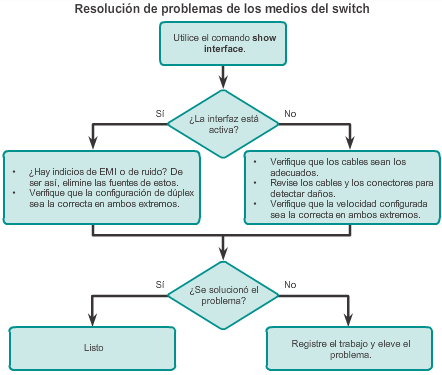 Resolución de problemas de los medios del switch
Utilice el comando show
interface.
¿La interfaz está
activa?
Sí
No
• ¿Hay indicios de EMI o de ruido? De
ser así, elimine las fuentes de estos.
• Verifique que la configuración de dúplex
sea la correcta en ambos extremos.
• Verifique que los cables sean los
adecuados.
• Revise los cables y los conectores para
detectar daños.
• Verifique que la velocidad configurada
sea la correcta en ambos extremos.
¿Se solucionó el
problema?
Sí
No
Listo
Registre el trabajo y eleve el
problema.